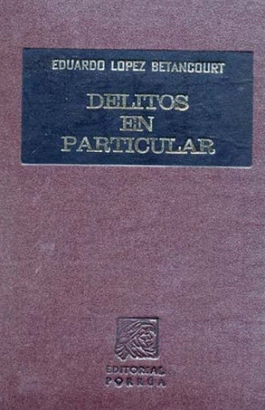 EDUARDO LOPEZ BETANCOURT
DELITOS
EN
PARTICULAR
EDITORIAL
PORRUA